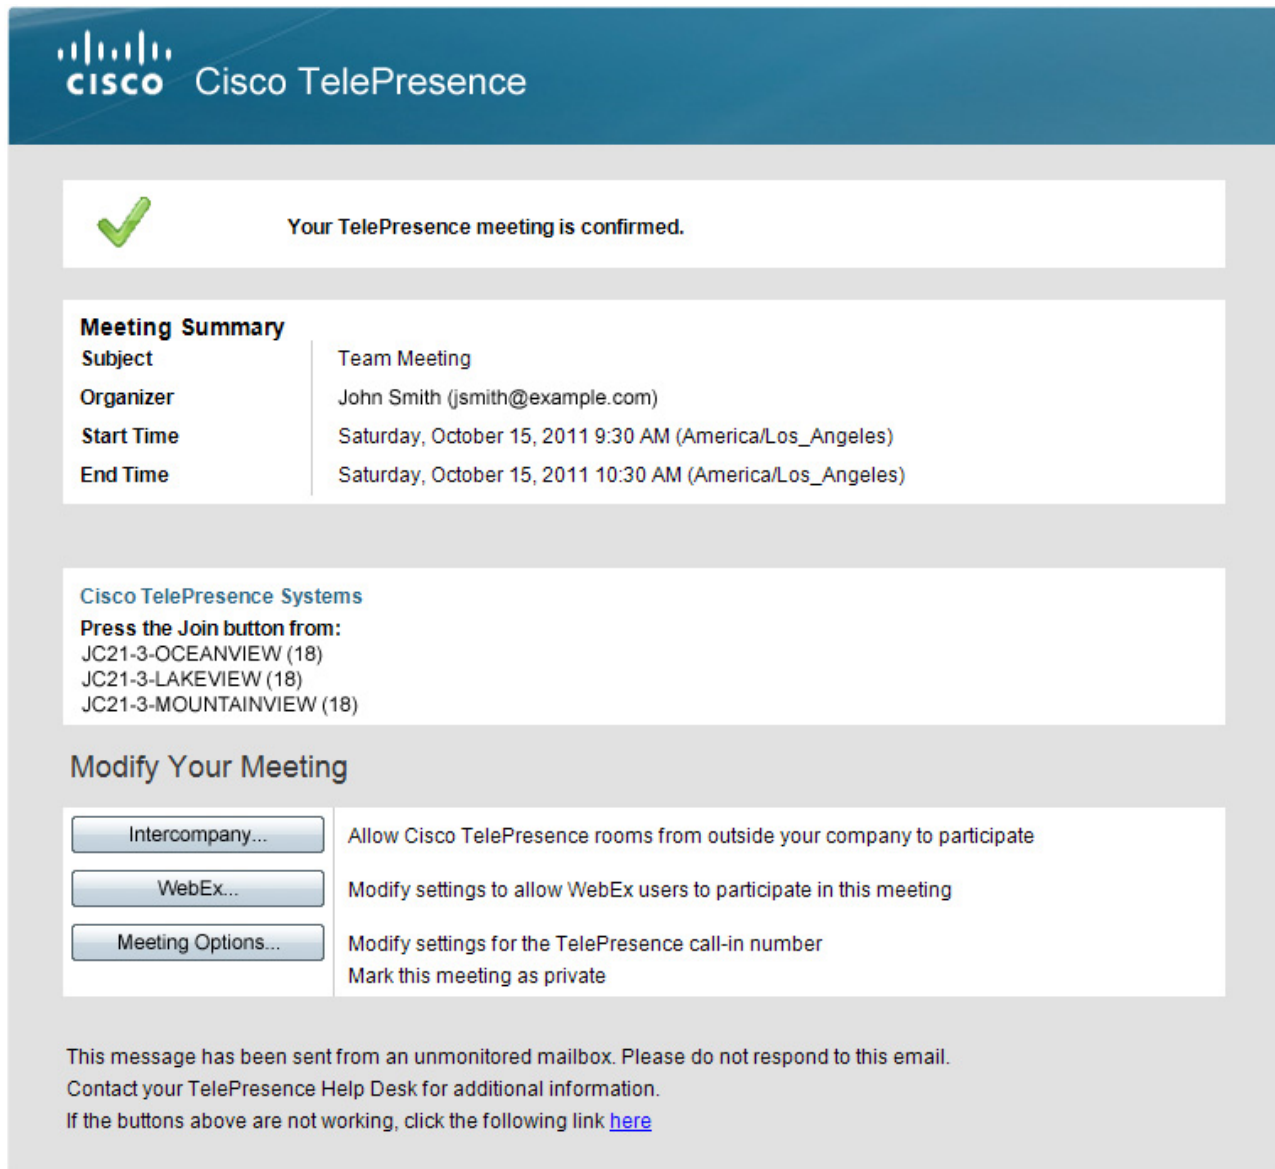 CISCO Cisco TelePresence
Your TelePresence meeting is confirmed.
Meeting Summary
Subject Team Meeting
Organizer John Smith (jsmith@example.com)
Start Time Saturday, October 15, 2011 9:30 AM (America/Los_Angeles)
End Time Saturday, October 15, 2011 10:30 AM (America/Los_Angeles)
Cisco TelePresence Systems
Press the Join button from:
JC21-3-OCEANVIEW (18)
JC21-3-LAKEVIEW (18)
JC21-3-MOUNTAINVIEW (18)
Modify Your Meeting
Intercompany... Allow Cisco TelePresence rooms from outside your company to participate
WebEx... Modify settings to allow WebEx users to participate in this meeting
Meeting Options... Modify settings for the TelePresence call-in number
Mark this meeting as private
This message has been sent from an unmonitored mailbox. Please do not respond to this email.
Contact your TelePresence Help Desk for additional information.
If the buttons above are not working, click the following link here